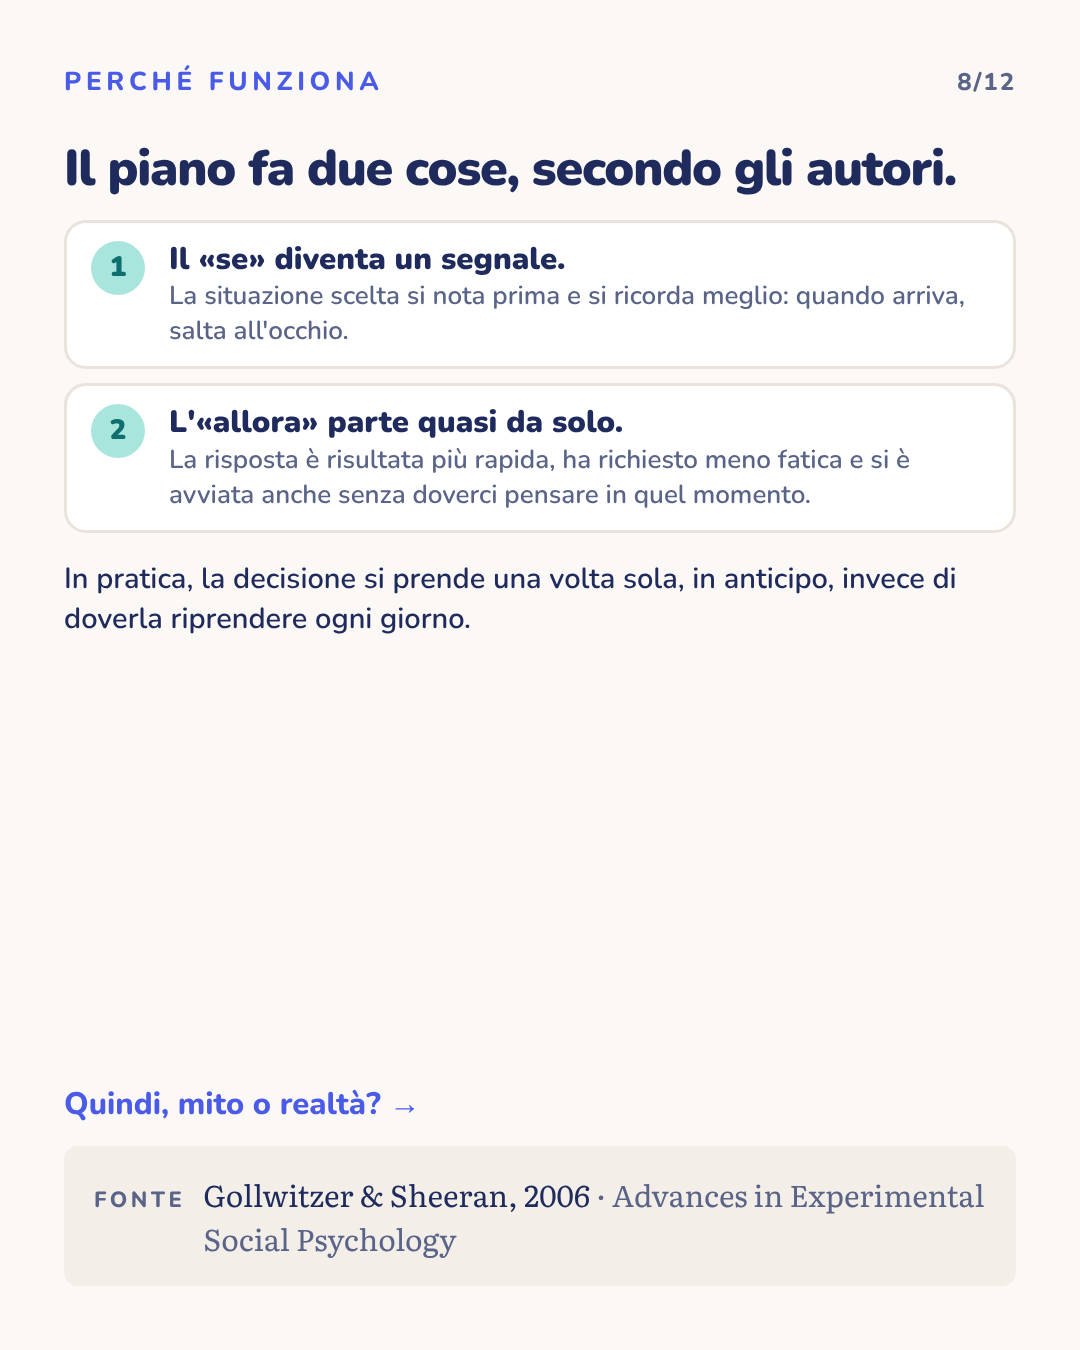 PERCHÉ FUNZIONA
8/12
Il piano fa due cose, secondo gli autori.
1
Il «se» diventa un segnale.
La situazione scelta si nota prima e si ricorda meglio: quando arriva,
salta all'occhio.
2
L'«allora» parte quasi da solo.
La risposta è risultata più rapida, ha richiesto meno fatica e si è
avviata anche senza doverci pensare in quel momento.
In pratica, la decisione si prende una volta sola, in anticipo, invece di
doverla riprendere ogni giorno.
Quindi, mito o realtà? →
FONTE Gollwitzer & Sheeran, 2006 · Advances in Experimental
Social Psychology